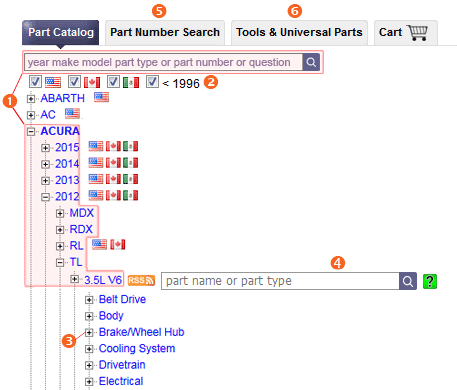 5 6
Part Catalog Part Number Search Tools & Universal Parts Cart
year make model part type or part number or question
< 1996 2
1 ABARTH
AC
ACURA
2015
2014
2013
2012
MDX
RDX
RL
TL 4
3.5L V6 RSS part name or part type ?
Belt Drive
Body
3 Brake/Wheel Hub
Cooling System
Drivetrain
Electrical